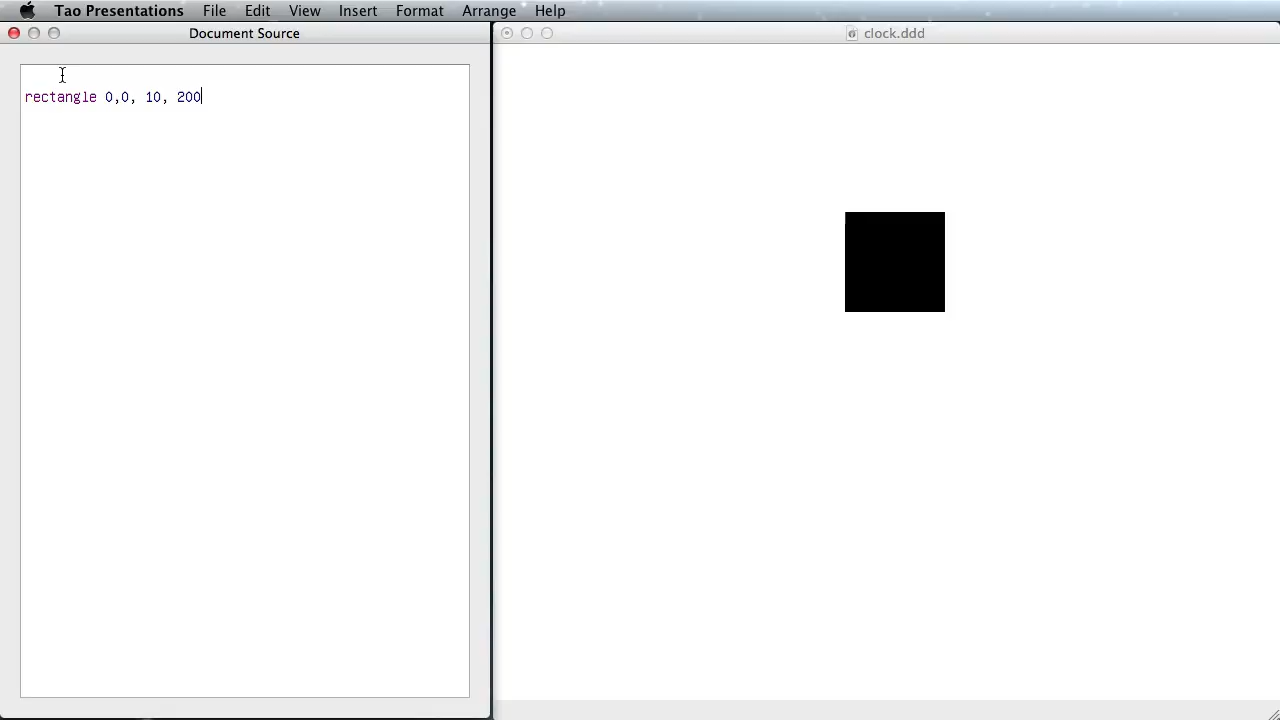 Tao Presentations File Edit View Insert Format Arrange Help
Document Source
clock.ddd
rectangle 0,0, 10, 200